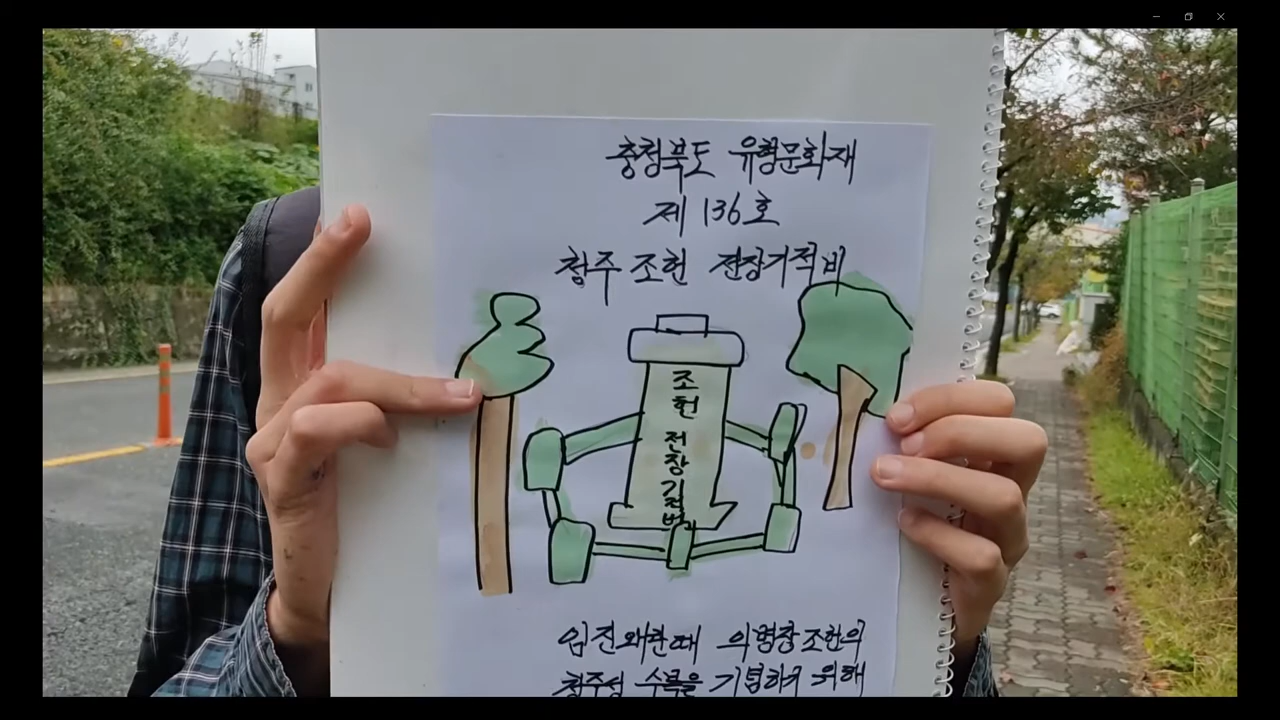 충청북도 유형문화재
제 136호
청주 조헌 전장기적비
조
헌
전
장
기
적
비
임진왜란때 의병장 조헌의
청주성 수복을 기념하기 위해